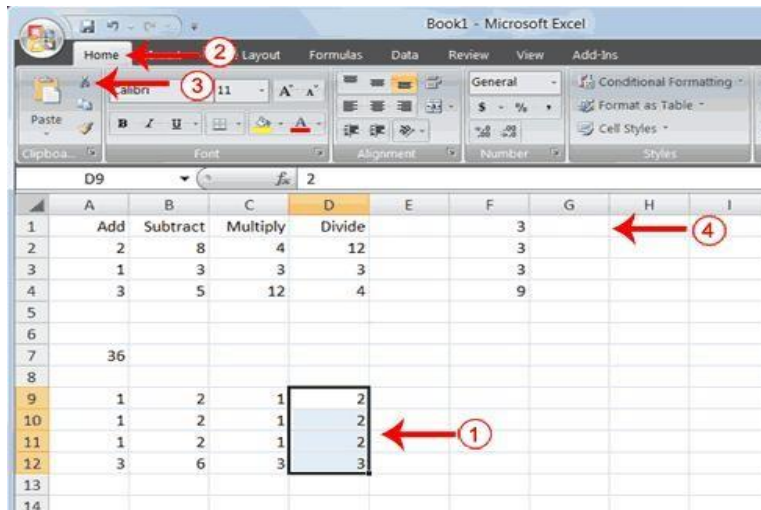 Book1 - Microsoft Excel
Home 2 Layout Formulas Data Review View Add-Ins
3 Calibri 11 A A General Conditional Formatting
Paste B I U A $ % , Format as Table
Cell Styles
Clipboa... Font Alignment Number Styles
D9 fx 2
A B C D E F G H I
1 Add Subtract Multiply Divide 3 4
2 2 8 4 12 3
3 1 3 3 3 3
4 3 5 12 4 9
5
6
7 36
8
9 1 2 1 2
10 1 2 1 2
11 1 2 1 2 1
12 3 6 3 3
13
14